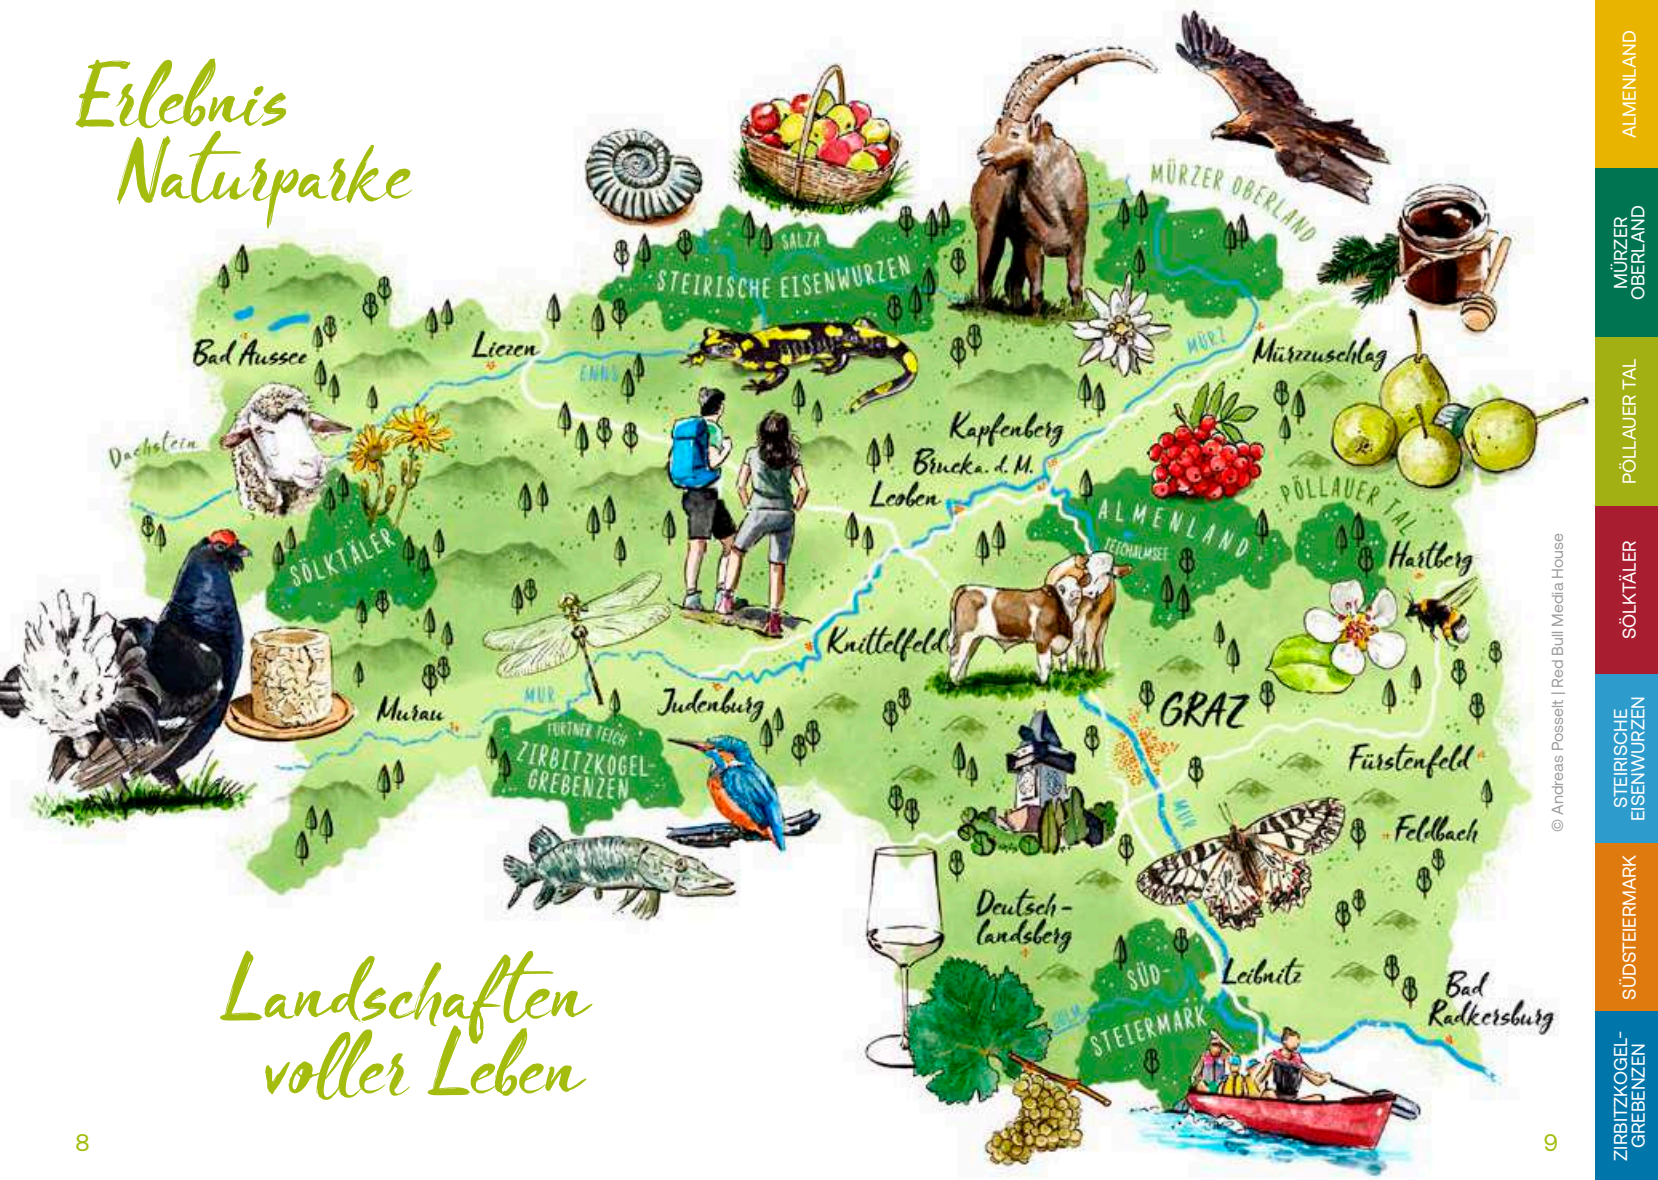 Erlebnis
Naturparke
MÜRZER OBERLAND
SALZA
STEIRISCHE EISENWURZEN
Bad Aussee
Liezen
ENNS
MÜRZ
Mürzzuschlag
Dachstein
Kapfenberg
Bruck a. d. M.
Leoben
ALMENLAND
TEICHALMSEE
PÖLLAUER TAL
Hartberg
SÖLKTÄLER
Knittelfeld
Murau
MUR
Judenburg
GRAZ
FURTNER TEICH
ZIRBITZKOGEL-
GREBENZEN
Fürstenfeld
MUR
Feldbach
Deutsch-
landsberg
SÜD-
STEIERMARK
Leibnitz
Bad
Radkersburg
Landschaften
voller Leben
8
9
© Andreas Posselt | Red Bull Media House
ALMENLAND
MÜRZER
OBERLAND
PÖLLAUER TAL
SÖLKTÄLER
STEIRISCHE
EISENWURZEN
SÜDSTEIERMARK
ZIRBITZKOGEL-
GREBENZEN